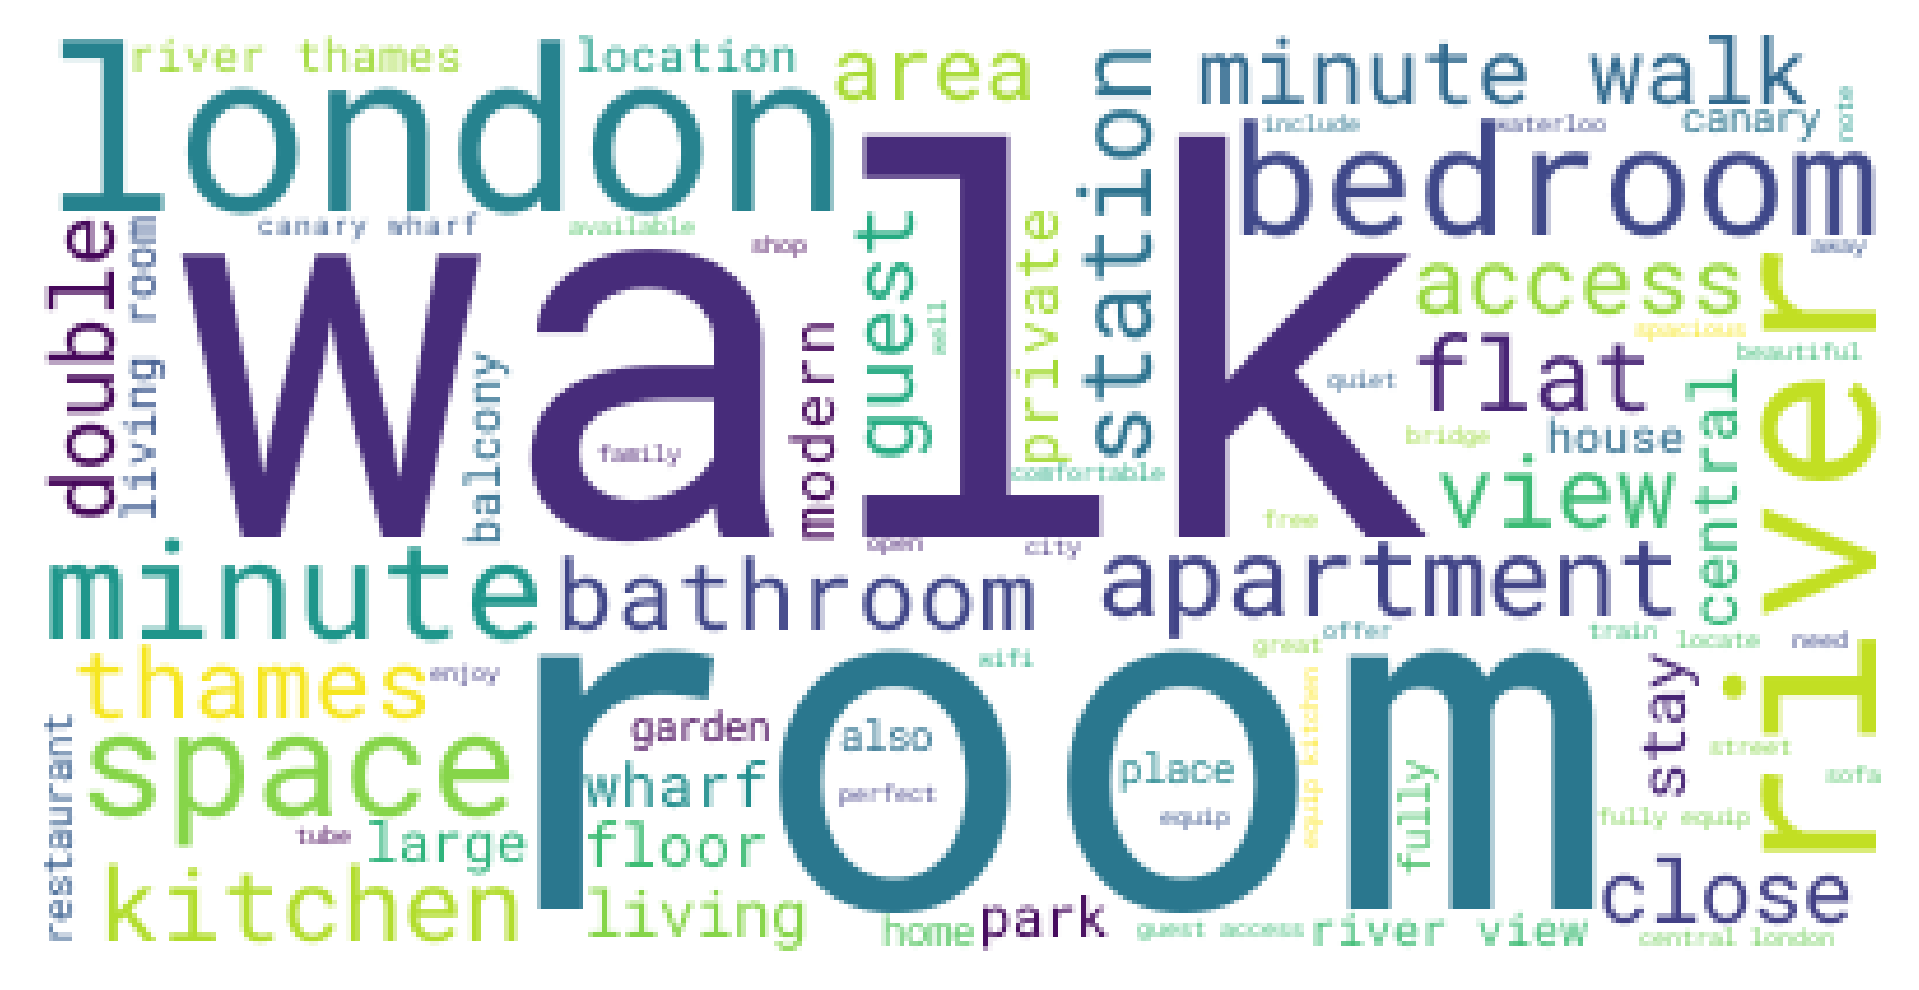 river thames
location
area
minute walk
london
station
include
waterloo
canary
note
bedroom
walk
double
living room
canary wharf
available
shop
guest
private
away
access
river
well
spacious
beautiful
modern
balcony
flat
quiet
central
family
comfortable
bridge
house
view
free
open
city
minute
bathroom
apartment
thames
enjoy
room
wifi
great
offer
train
locate
need
stay
equip kitchen
restaurant
space
garden
also
place
street
wharf
perfect
equip
fully
sofa
fully equip
tube
large
floor
kitchen
living
home
park
guest access
river view
close
central london